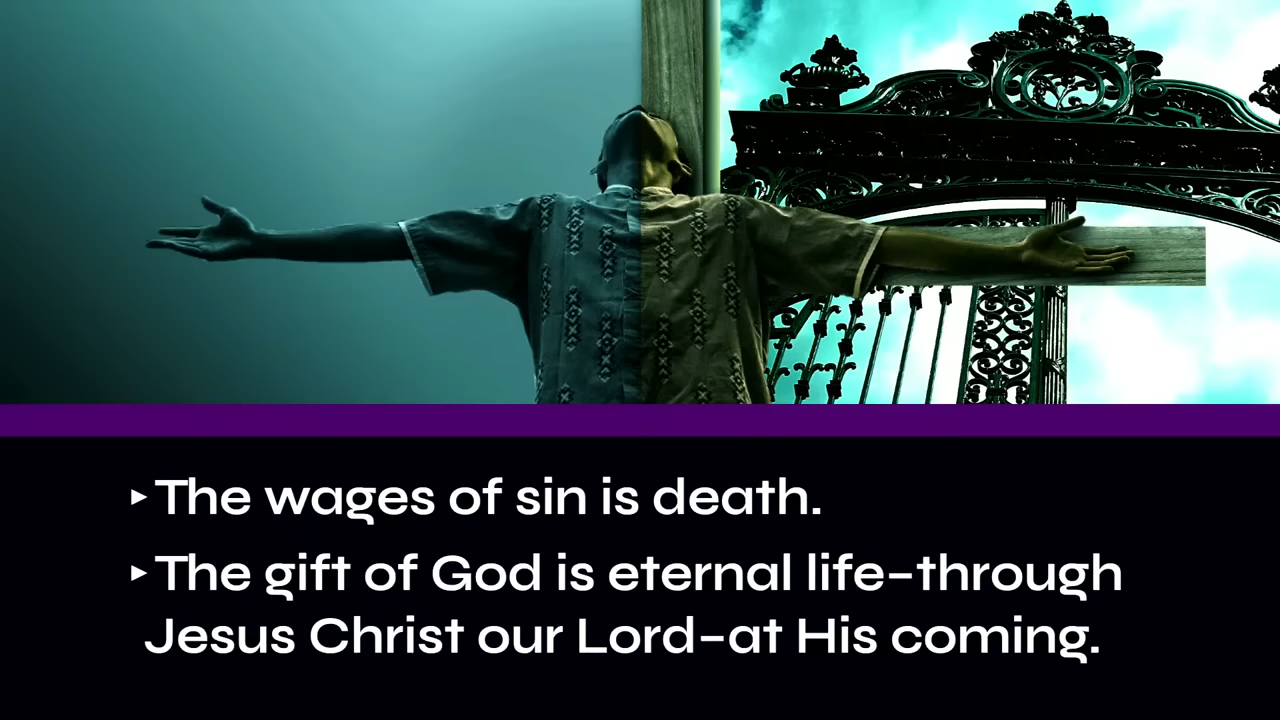 ▸The wages of sin is death.
▸The gift of God is eternal life–through
Jesus Christ our Lord–at His coming.